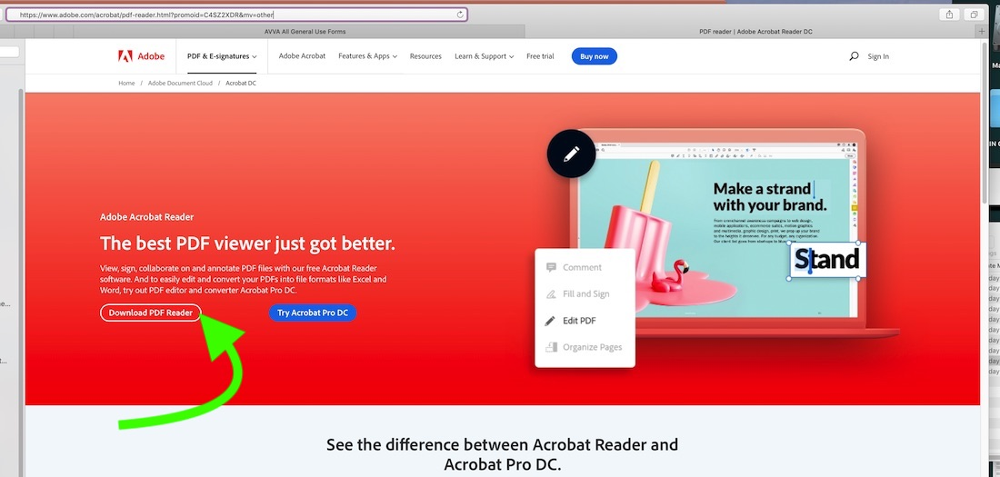 https://www.adobe.com/acrobat/pdf-reader.html?promoid=C4SZ2XDR&mv=other
AVVA All General Use Forms
PDF reader | Adobe Acrobat Reader DC
Adobe
PDF & E-signatures
Adobe Acrobat
Features & Apps
Resources
Learn & Support
Free trial
Buy now
Sign In
Home / Adobe Document Cloud / Acrobat DC
Adobe Acrobat Reader
The best PDF viewer just got better.
View, sign, collaborate on and annotate PDF files with our free Acrobat Reader
software. And to easily edit and convert your PDFs into file formats like Excel and
Word, try out PDF editor and converter Acrobat Pro DC.
Download PDF Reader
Try Acrobat Pro DC
Make a strand
with your brand.
Stand
Comment
Fill and Sign
Edit PDF
Organize Pages
See the difference between Acrobat Reader and
Acrobat Pro DC.